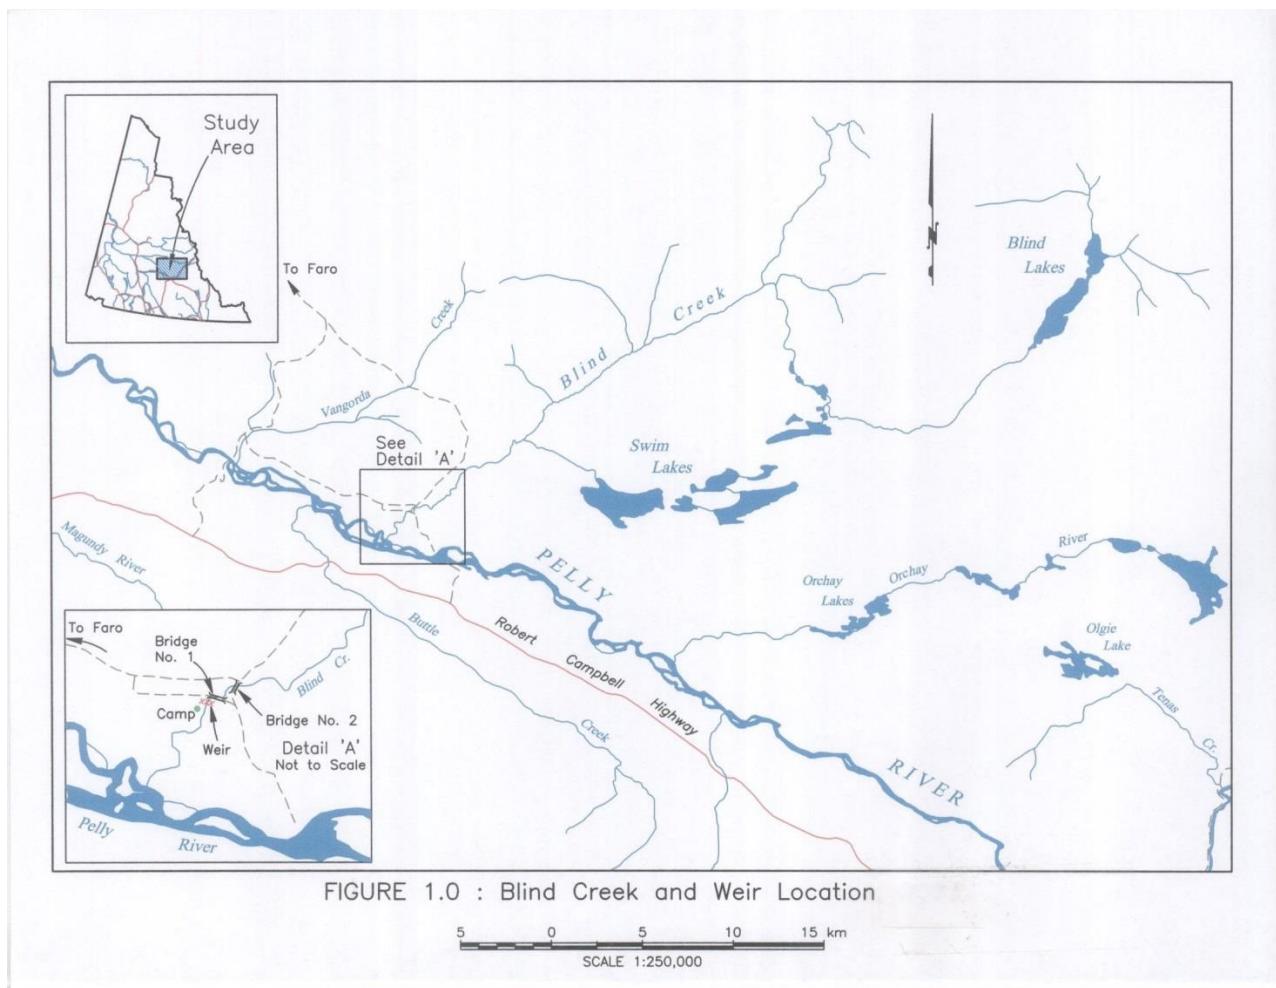 Study
Area
To Faro
Creek
Vangorda
Blind Creek
Blind
Lakes
See
Detail 'A'
Swim
Lakes
Magundy River
PELLY
RIVER
Orchay
Lakes
Orchay
River
Olgie
Lake
Tenas
Cr.
Buttle
Creek
Robert
Campbell
Highway
To Faro
Bridge
No. 1
Blind Cr.
Camp
Bridge No. 2
Weir
Detail 'A'
Not to Scale
Pelly
River
N
FIGURE 1.0 : Blind Creek and Weir Location
5 0 5 10 15 km
SCALE 1:250,000